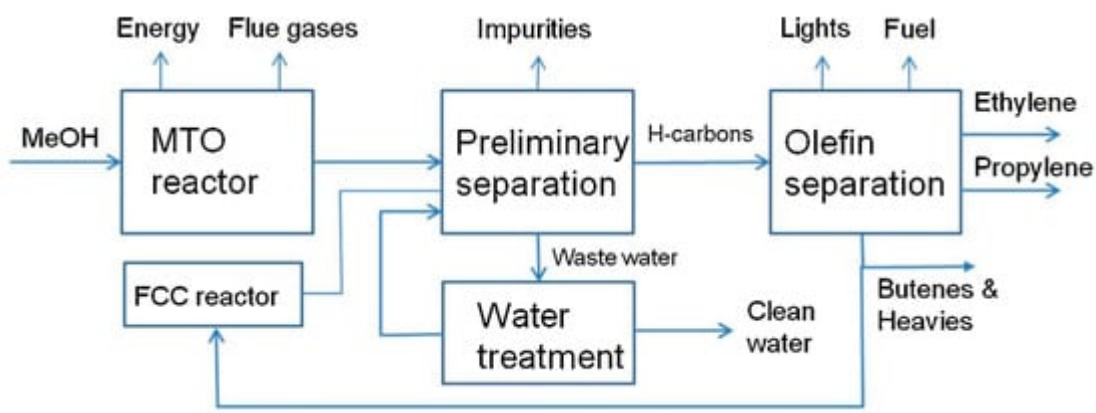 Energy
Flue gases
Impurities
Lights
Fuel
MeOH
MTO
reactor
Preliminary
separation
H-carbons
Olefin
separation
Ethylene
Propylene
FCC reactor
Waste water
Water
treatment
Clean
water
Butenes &
Heavies